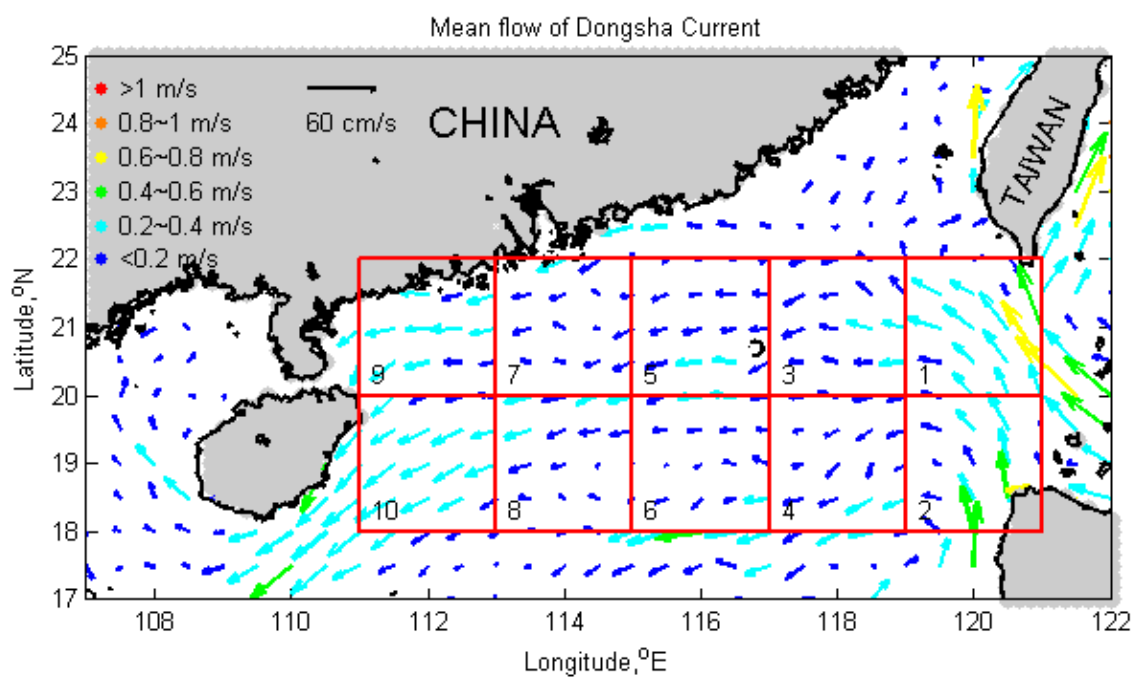 Mean flow of Dongsha Current
25
24
23
22
21
20
19
18
17
Latitude,°N
>1 m/s
0.8~1 m/s
0.6~0.8 m/s
0.4~0.6 m/s
0.2~0.4 m/s
<0.2 m/s
60 cm/s
CHINA
TAIWAN
9
7
5
3
1
10
8
6
4
2
108
110
112
114
116
118
120
122
Longitude,°E